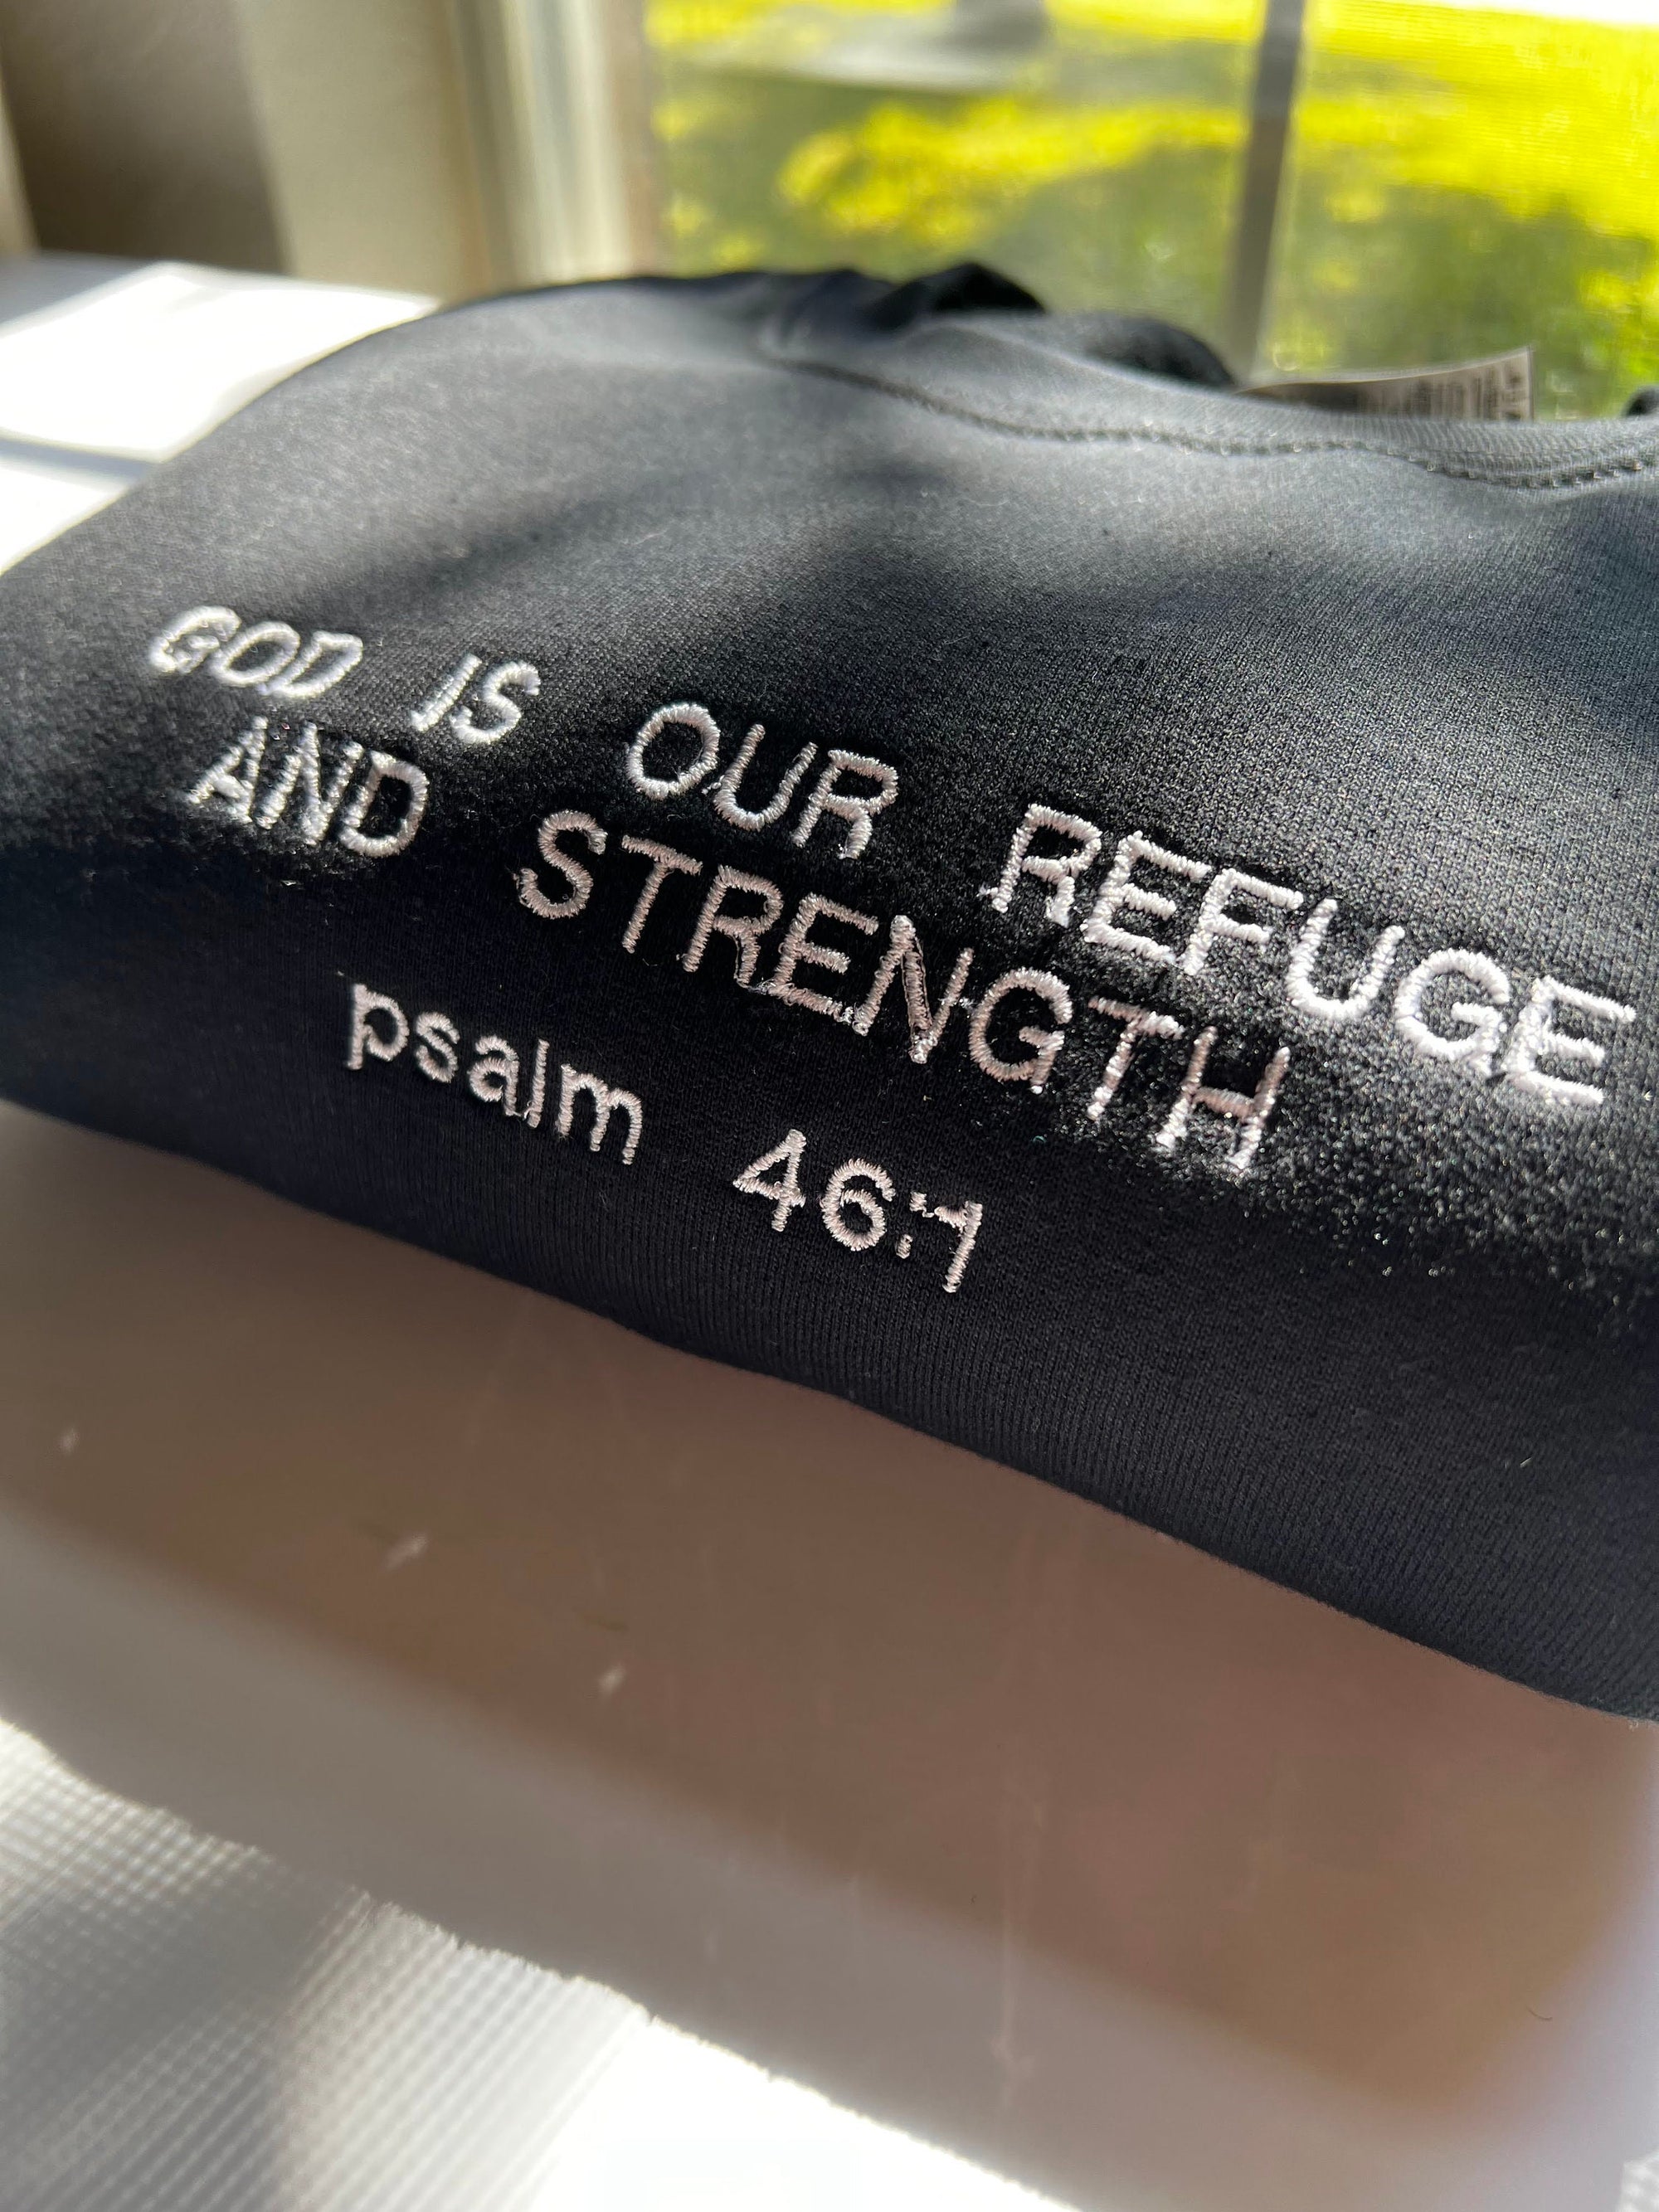 GOD IS OUR REFUGE
AND STRENGTH
psalm 46:1